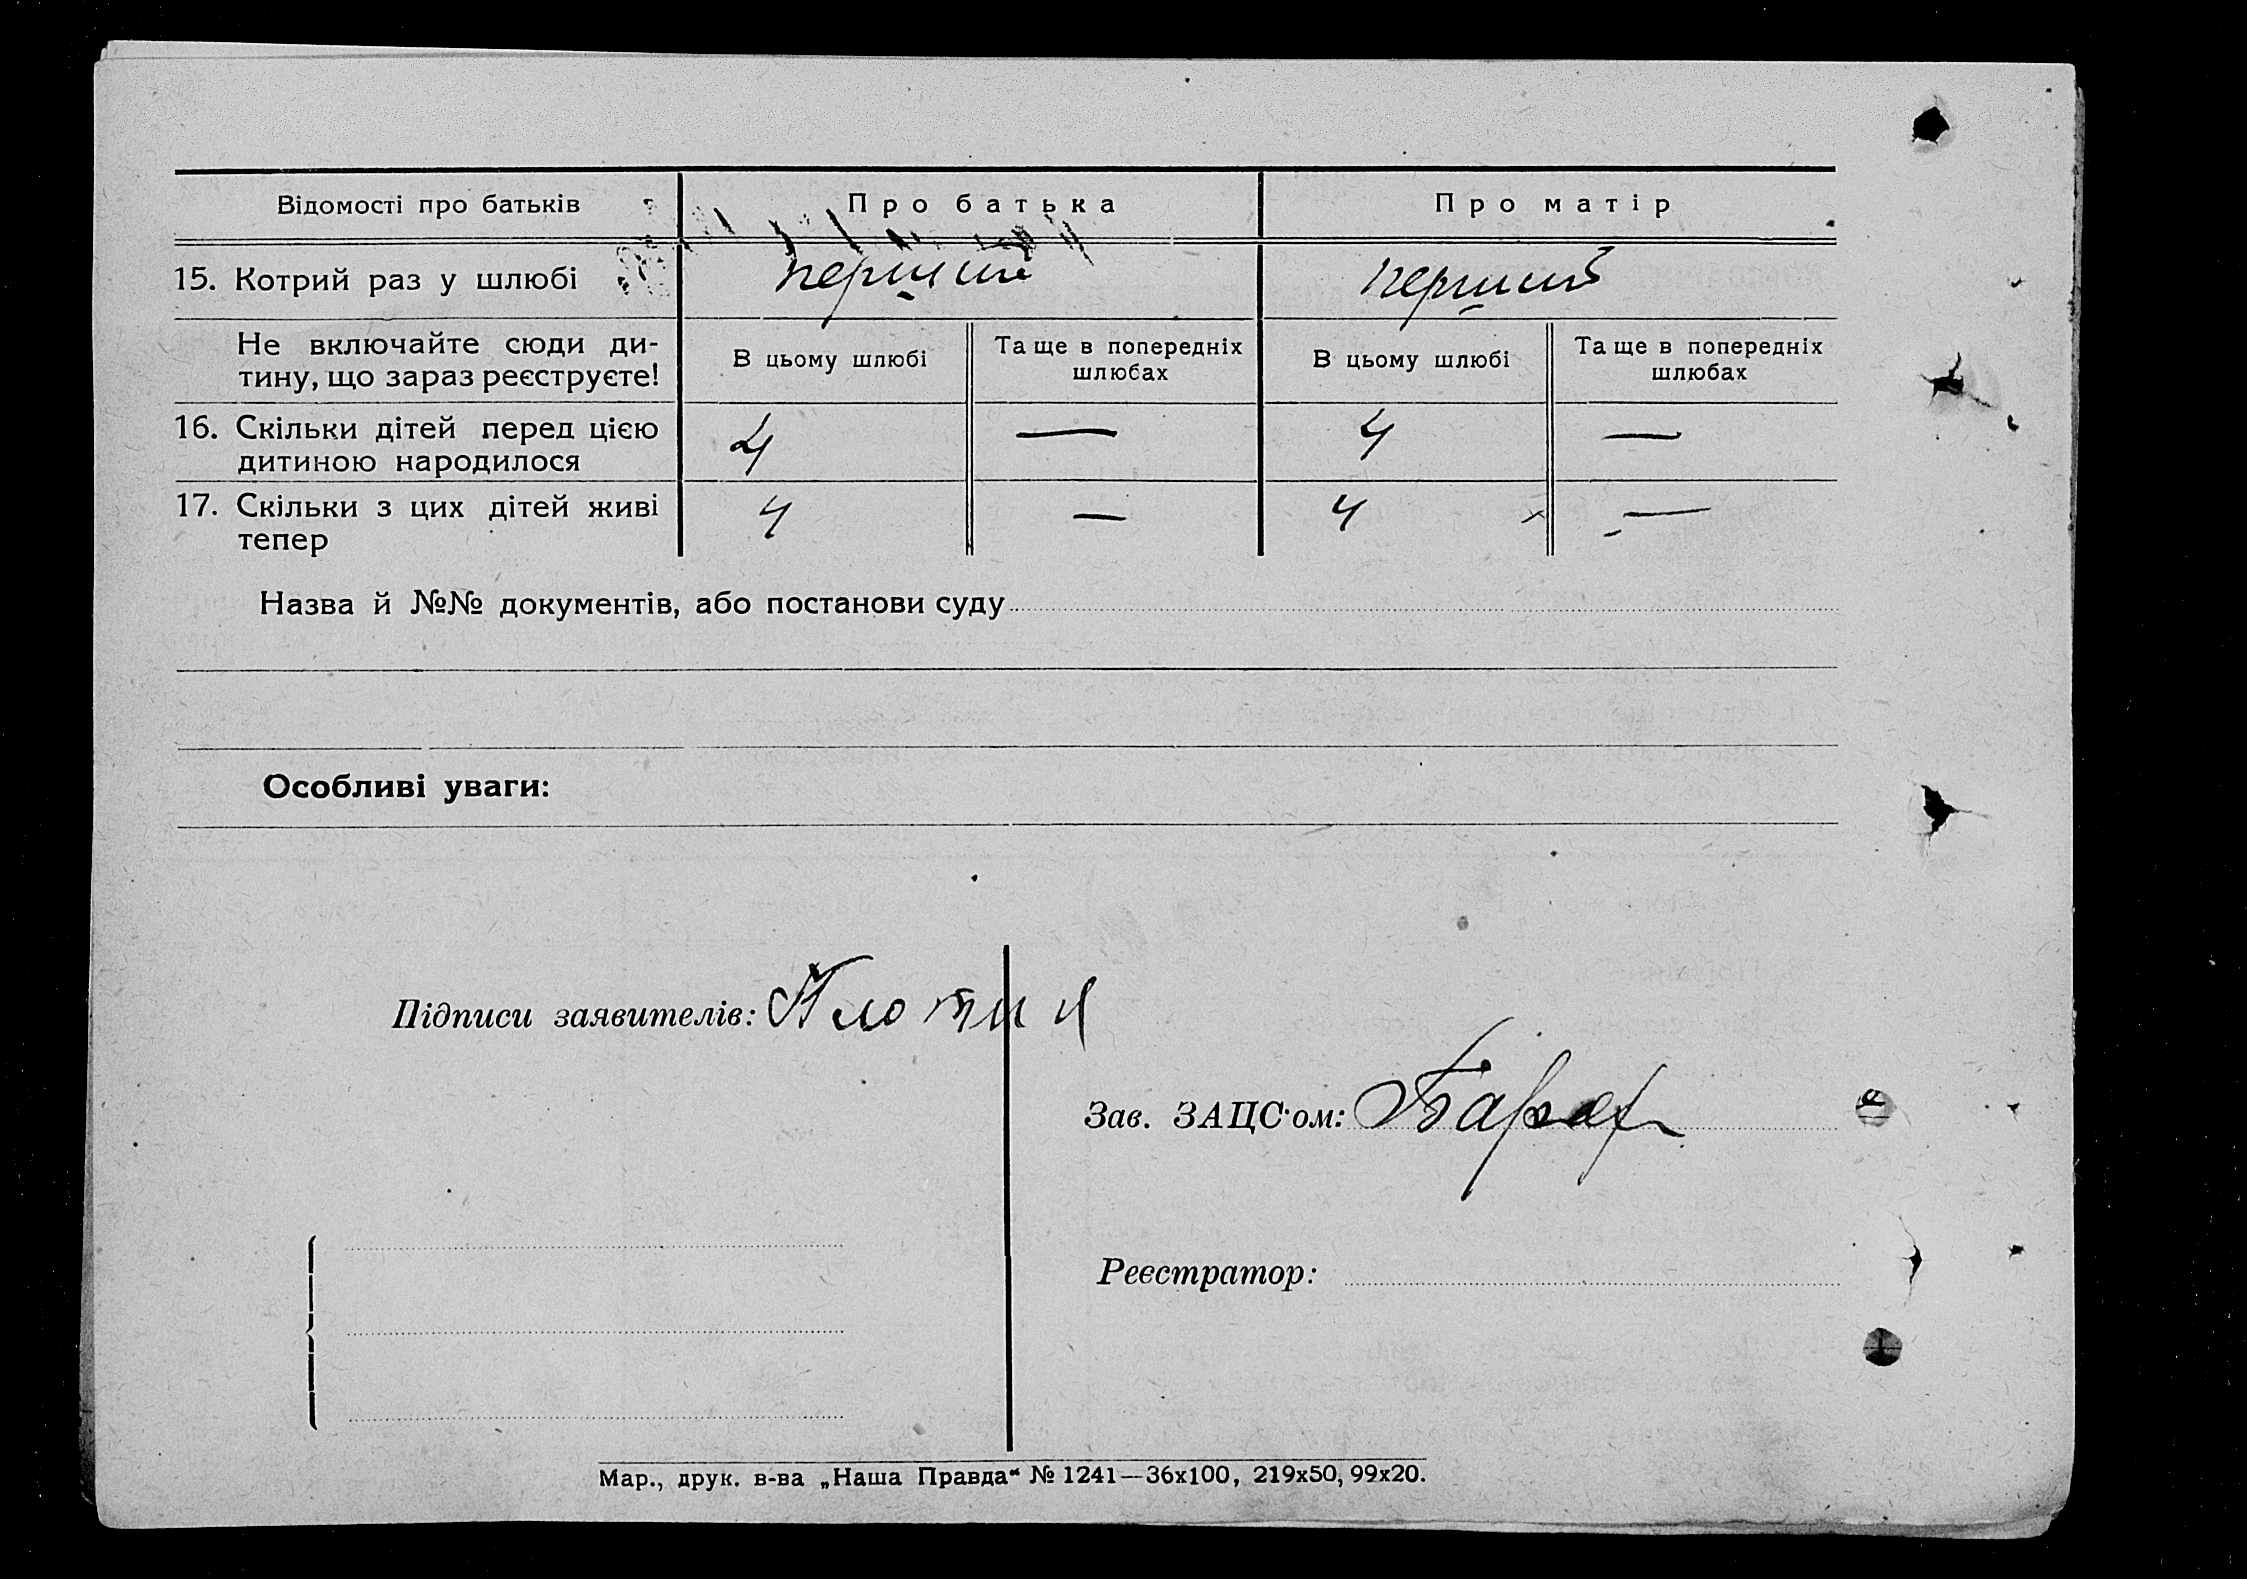 Відомості про батьків Про батька Про матір
15. Котрий раз у шлюбі перший перший
Не включайте сюди ди-
тину, що зараз реєструєте!
В цьому шлюбі
Та ще в попередніх
шлюбах
В цьому шлюбі
Та ще в попередніх
шлюбах
16. Скільки дітей перед цією
дитиною народилося
4 — 4 —
17. Скільки з цих дітей живі
тепер
4 — 4 —
Назва й №№ документів, або постанови суду
Особливі уваги:
Підписи заявителів:
Зав. ЗАЦС'ом:
Реєстратор:
Мар., друк. в-ва „Наша Правда“ № 1241—36х100, 219х50, 99х20.